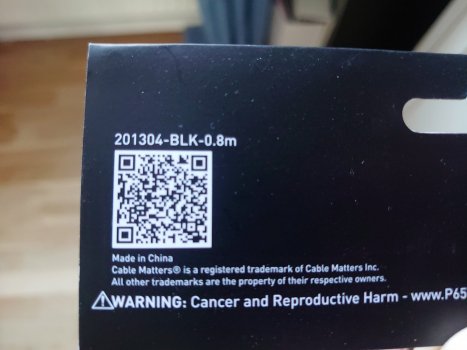 201304-BLK-0.8m
Made in China
Cable Matters® is a registered trademark of Cable Matters Inc.
All other trademarks are the property of their respective owners.
⚠WARNING: Cancer and Reproductive Harm - www.P65